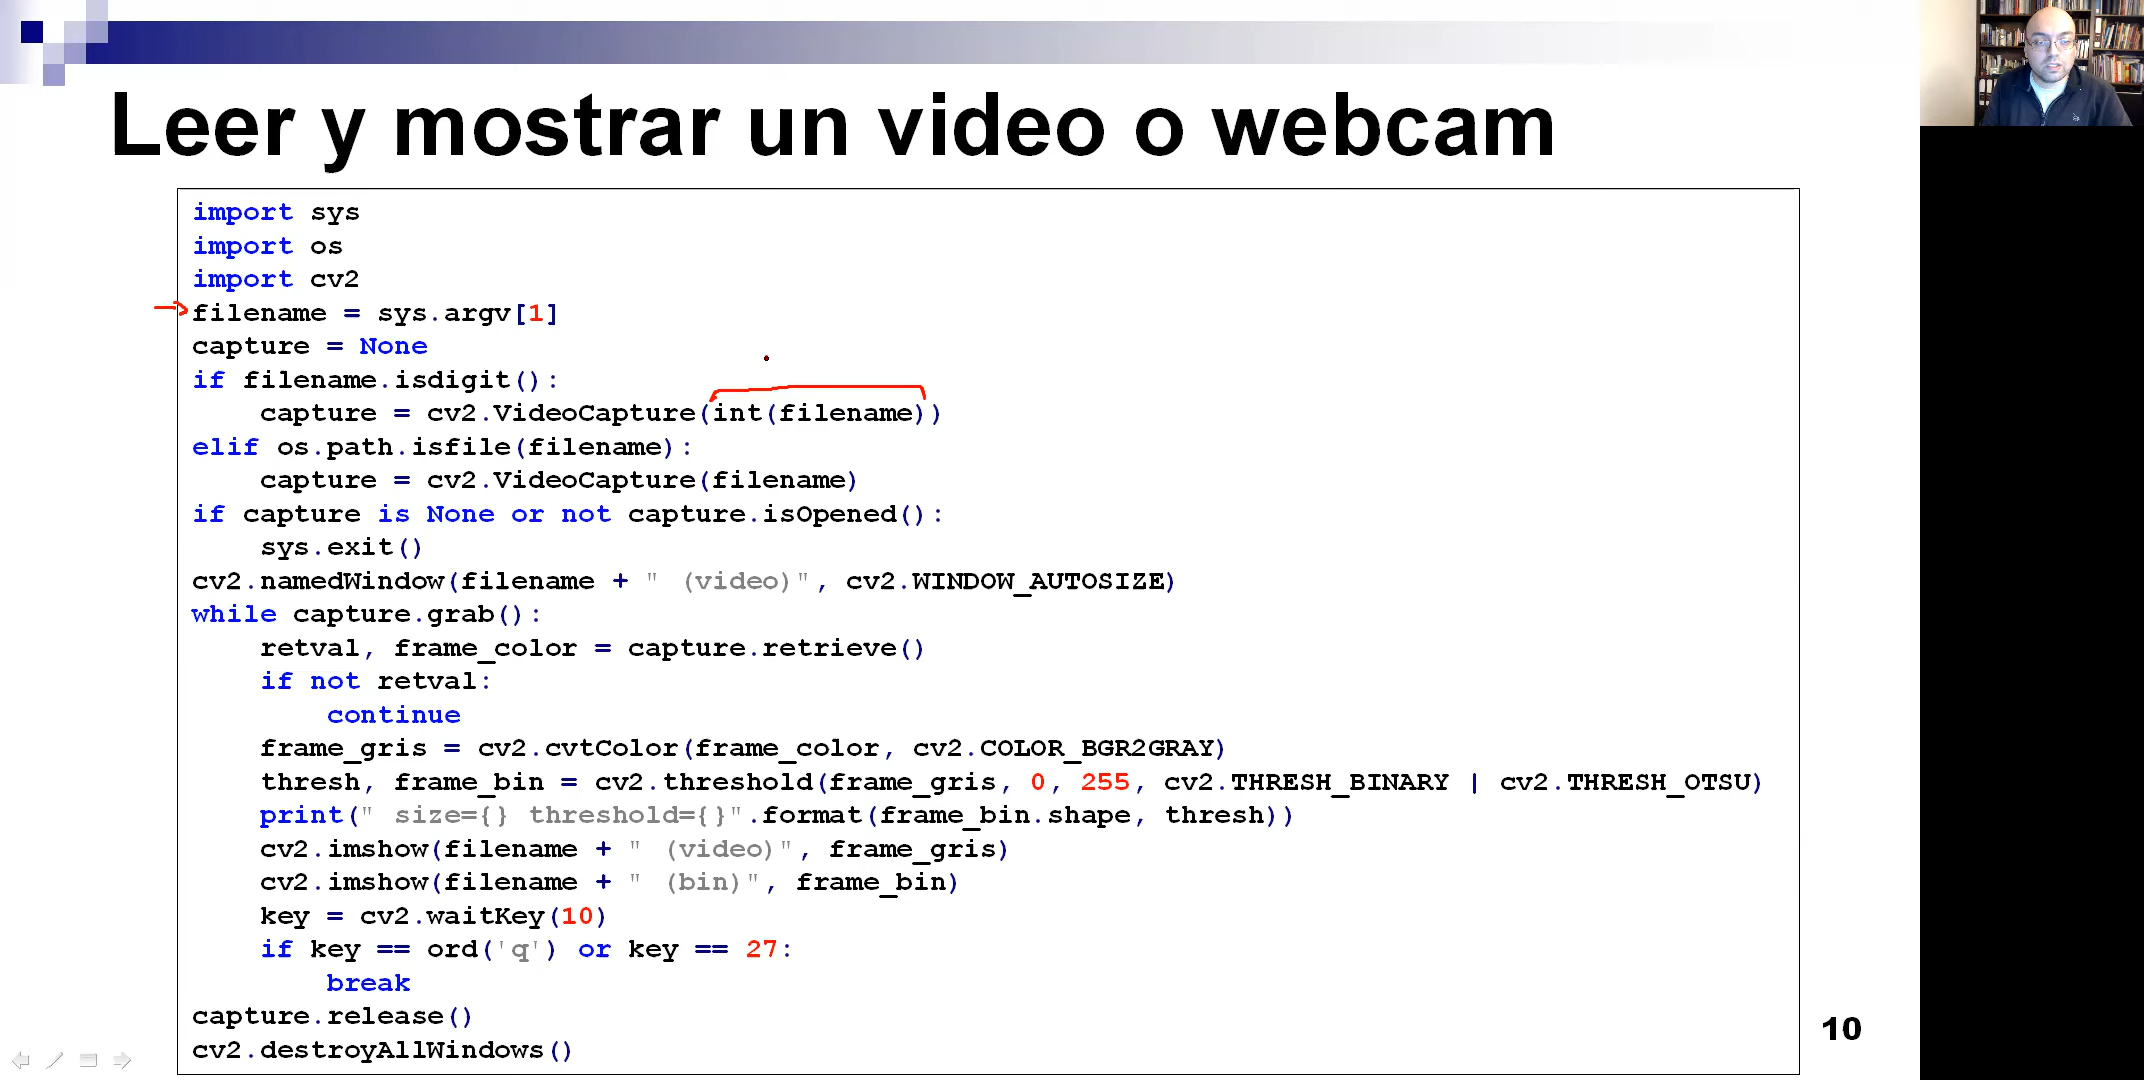 Leer y mostrar un video o webcam
import sys
import os
import cv2
filename = sys.argv[1]
capture = None
if filename.isdigit():
    capture = cv2.VideoCapture(int(filename))
elif os.path.isfile(filename):
    capture = cv2.VideoCapture(filename)
if capture is None or not capture.isOpened():
    sys.exit()
cv2.namedWindow(filename + " (video)", cv2.WINDOW_AUTOSIZE)
while capture.grab():
    retval, frame_color = capture.retrieve()
    if not retval:
        continue
    frame_gris = cv2.cvtColor(frame_color, cv2.COLOR_BGR2GRAY)
    thresh, frame_bin = cv2.threshold(frame_gris, 0, 255, cv2.THRESH_BINARY | cv2.THRESH_OTSU)
    print(" size={} threshold={}".format(frame_bin.shape, thresh))
    cv2.imshow(filename + " (video)", frame_gris)
    cv2.imshow(filename + " (bin)", frame_bin)
    key = cv2.waitKey(10)
    if key == ord('q') or key == 27:
        break
capture.release()
cv2.destroyAllWindows()
10